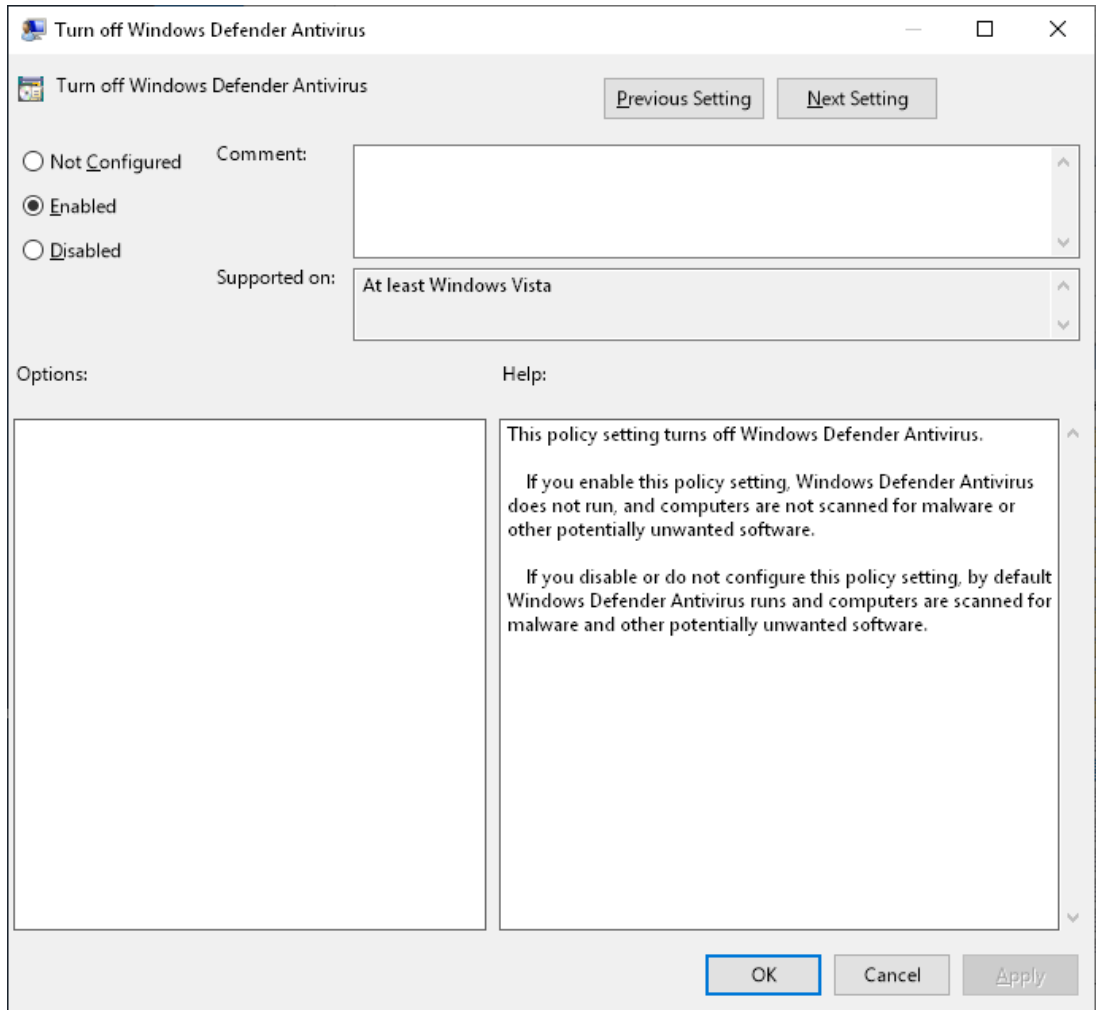 Turn off Windows Defender Antivirus
Turn off Windows Defender Antivirus
Previous Setting
Next Setting
Not Configured
Enabled
Disabled
Comment:
Supported on:
At least Windows Vista
Options:
Help:
This policy setting turns off Windows Defender Antivirus.
If you enable this policy setting, Windows Defender Antivirus
does not run, and computers are not scanned for malware or
other potentially unwanted software.
If you disable or do not configure this policy setting, by default
Windows Defender Antivirus runs and computers are scanned for
malware and other potentially unwanted software.
OK
Cancel
Apply